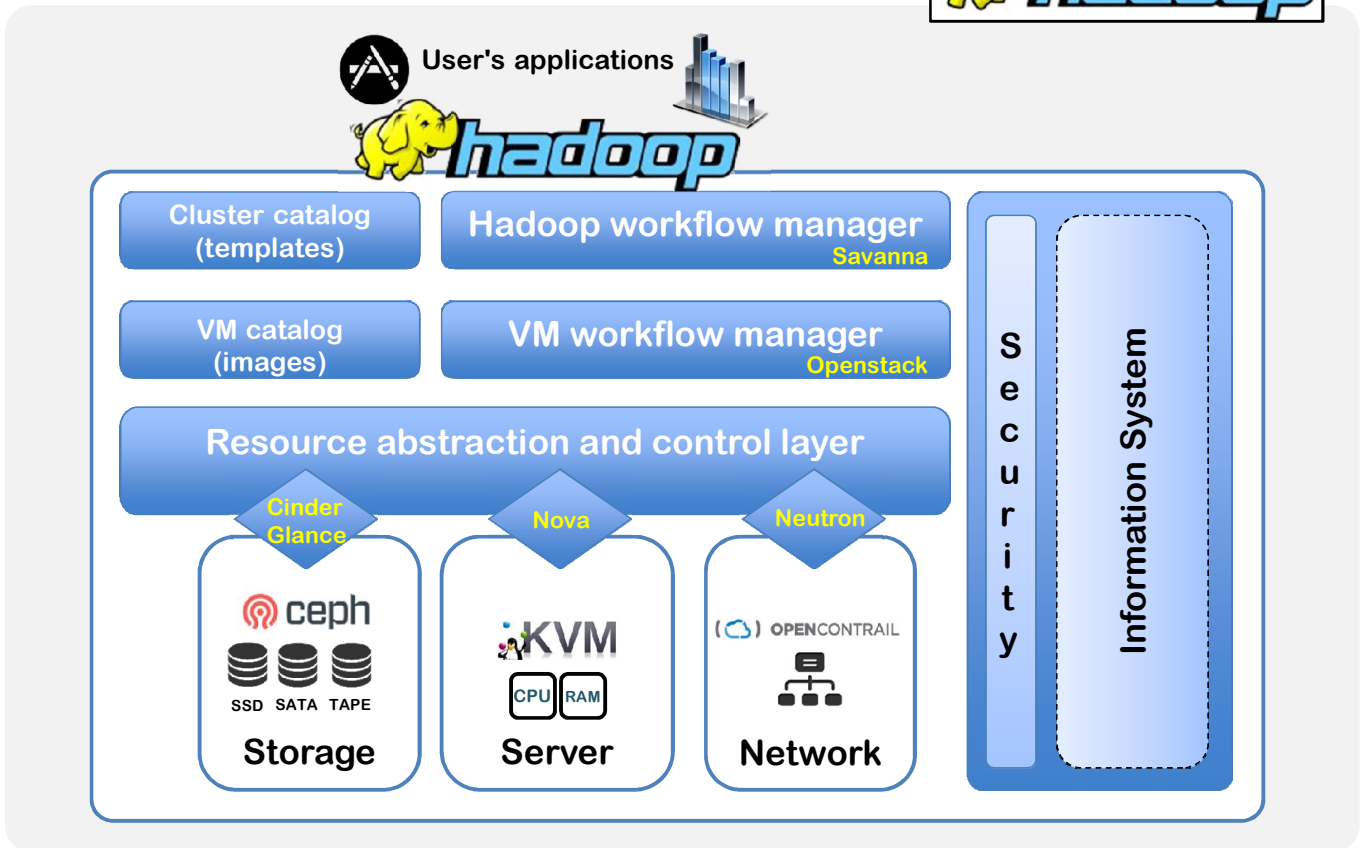 hadoop
User's applications
hadoop
Cluster catalog
(templates)
Hadoop workflow manager
Savanna
VM catalog
(images)
VM workflow manager
Openstack
Resource abstraction and control layer
Cinder
Glance
Nova
Neutron
ceph
SSD SATA TAPE
Storage
KVM
CPU RAM
Server
OPENCONTRAIL
Network
Security
Information System